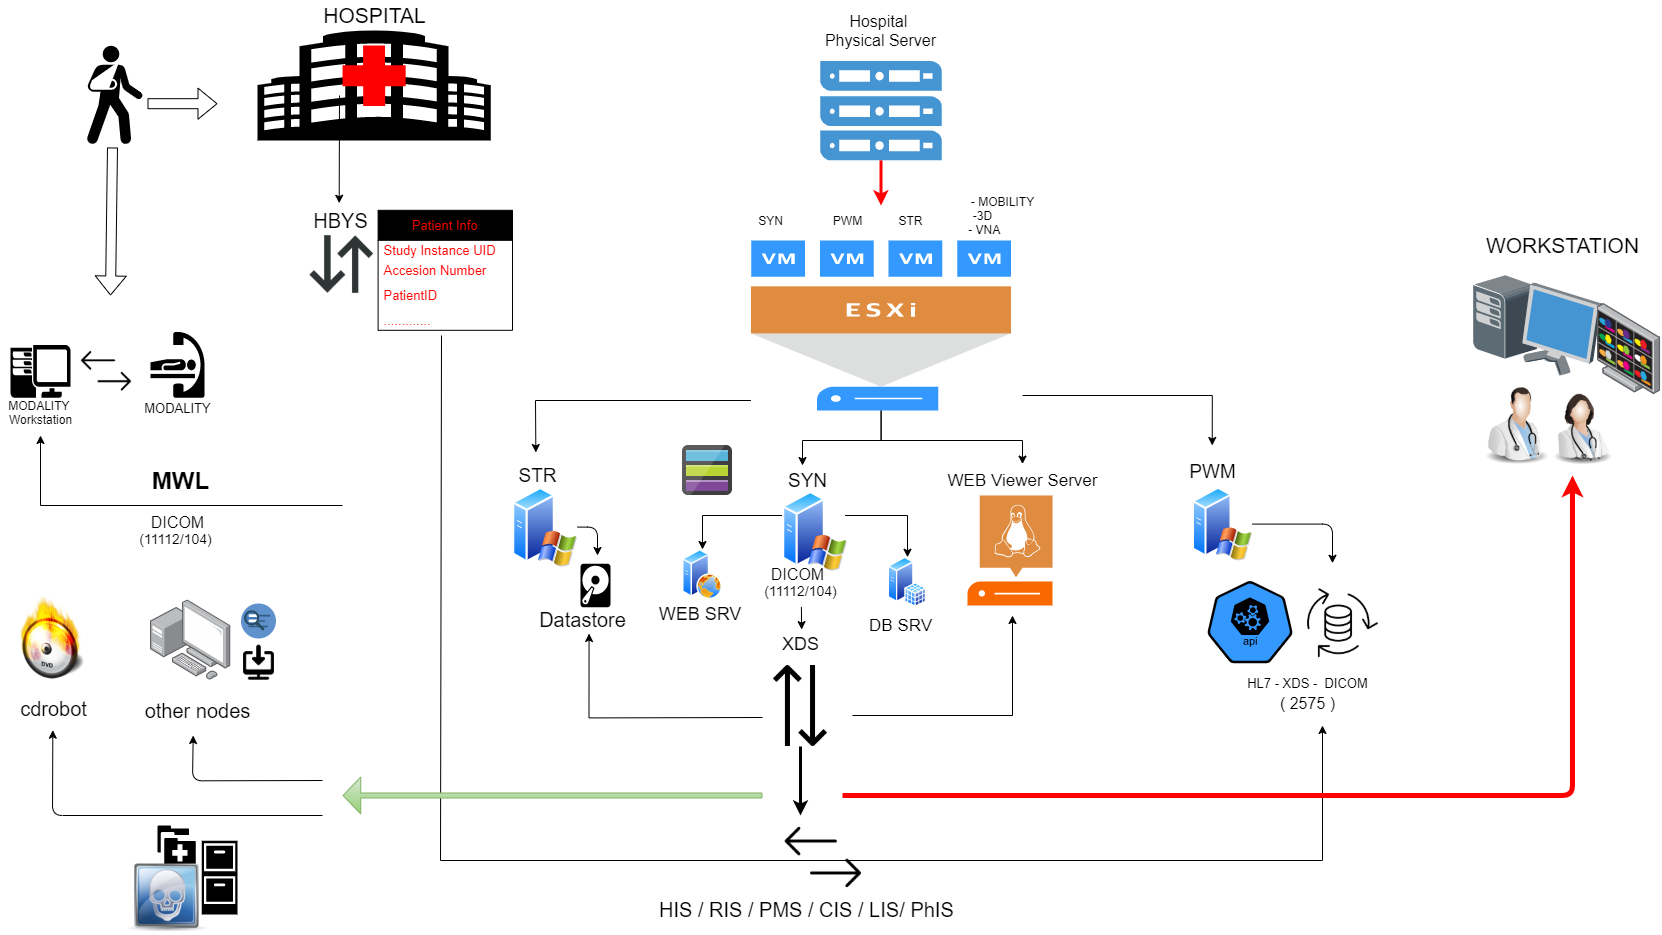 HOSPITAL
Hospital
Physical Server
HBYS
Patient Info
Study Instance UID
Accesion Number
PatientID
.............
SYN
PWM
STR
- MOBILITY
-3D
- VNA
VM
VM
VM
VM
ESXi
WORKSTATION
MODALITY
Workstation
MODALITY
MWL
DICOM
(11112/104)
STR
Datastore
SYN
DICOM
(11112/104)
WEB SRV
DB SRV
XDS
WEB Viewer Server
PWM
api
HL7 - XDS - DICOM
( 2575 )
DVD
cdrobot
other nodes
HIS / RIS / PMS / CIS / LIS/ PhIS